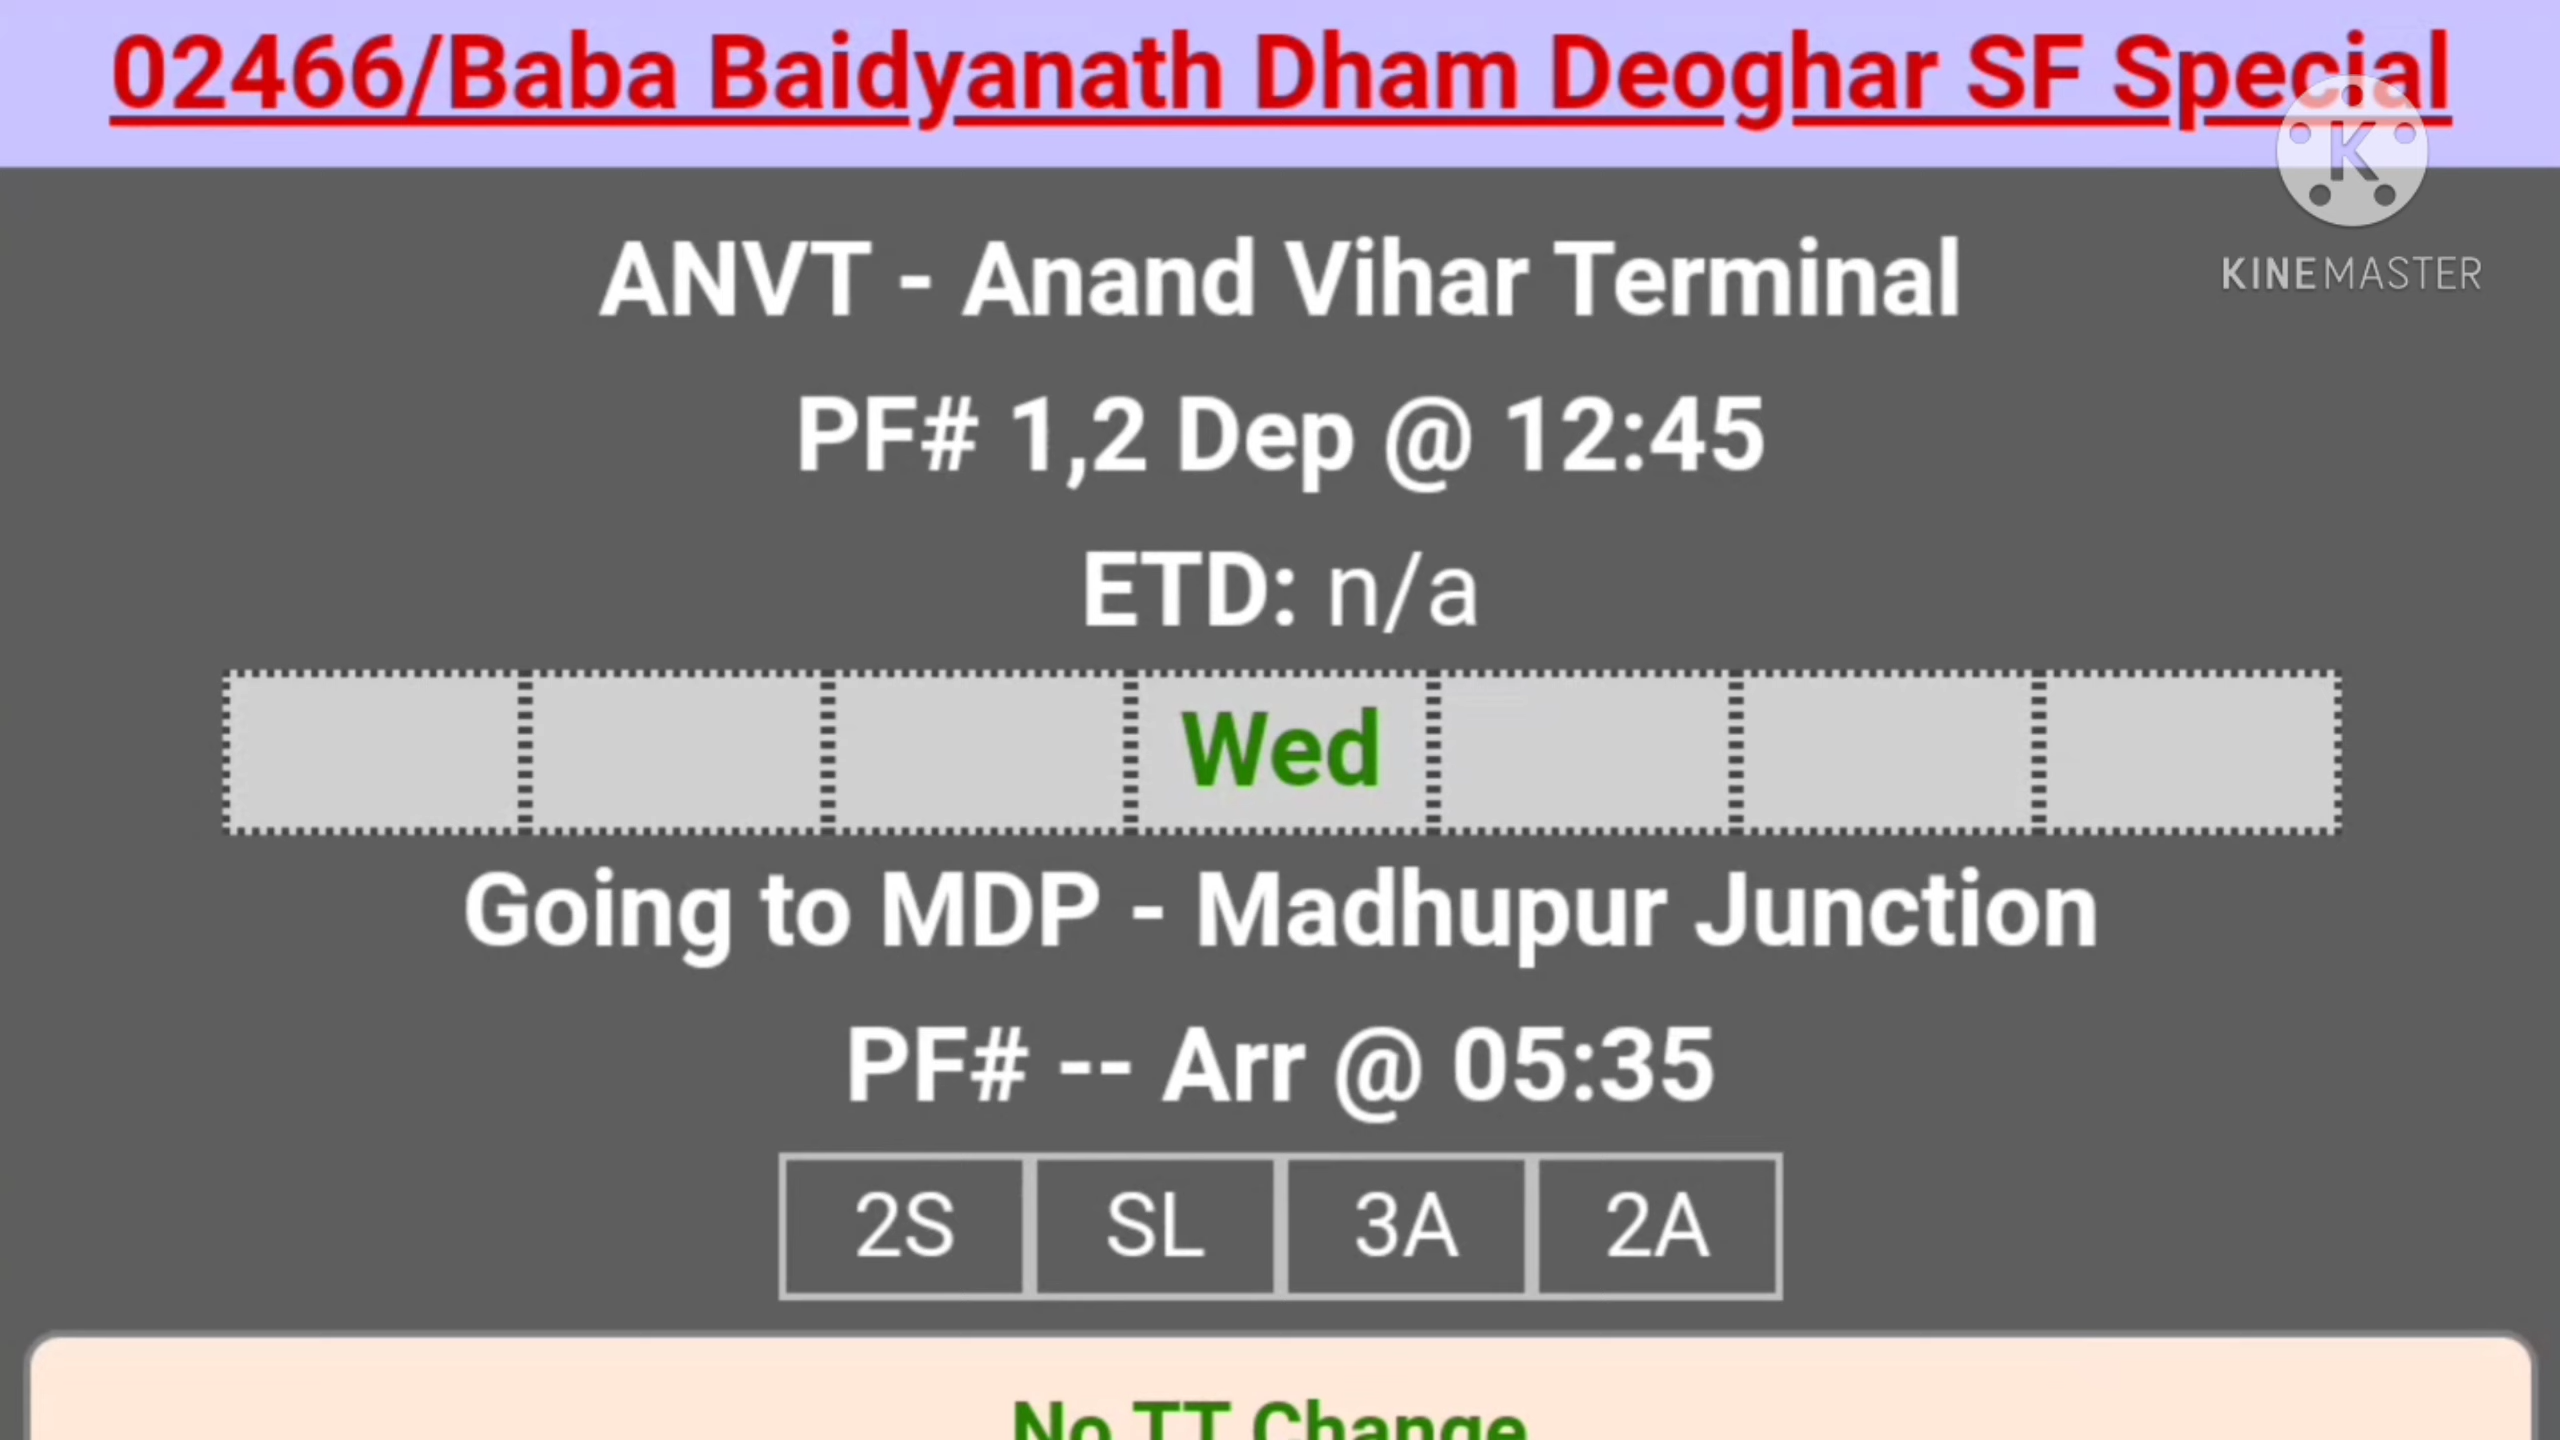 02466/Baba Baidyanath Dham Deoghar SF Special
KINEMASTER
ANVT - Anand Vihar Terminal
PF# 1,2 Dep @ 12:45
ETD: n/a
Wed
Going to MDP - Madhupur Junction
PF# -- Arr @ 05:35
2S SL 3A 2A
No TT Change